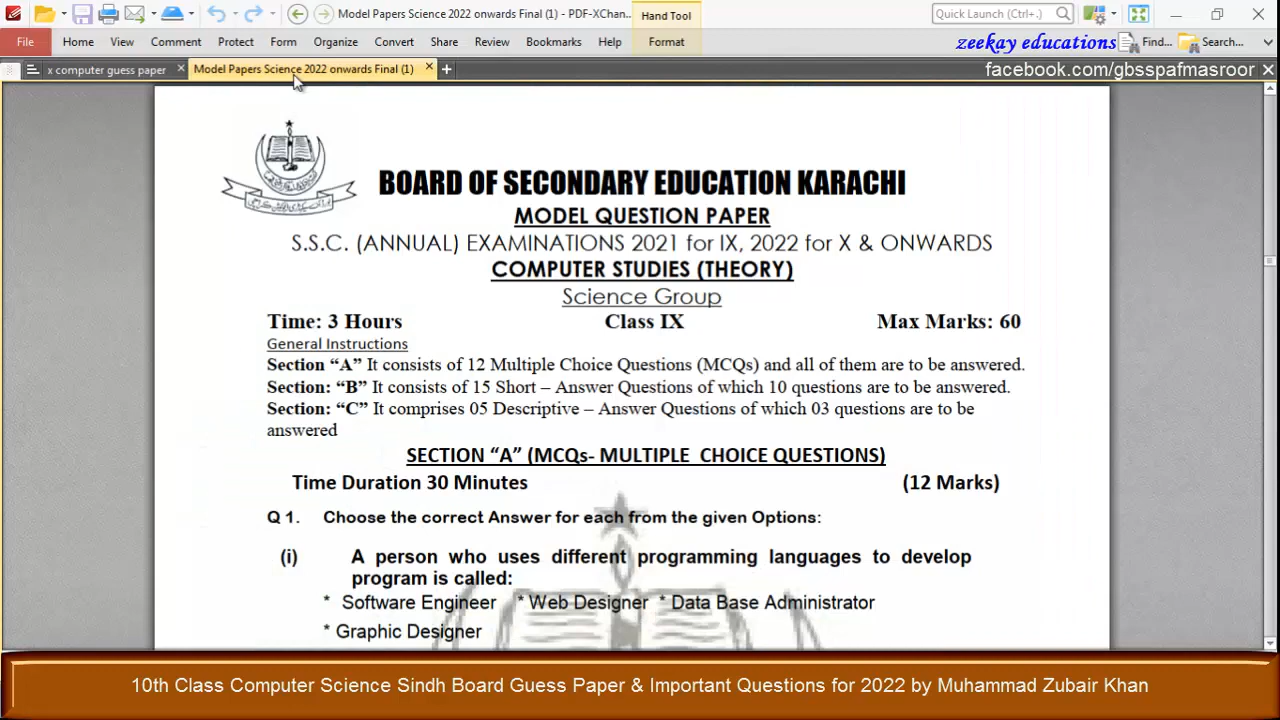 Model Papers Science 2022 onwards Final (1) - PDF-XChan...
Hand Tool
Quick Launch (Ctrl+.)
File Home View Comment Protect Form Organize Convert Share Review Bookmarks Help Format
zeekay educations
Find...
Search...
x computer guess paper
Model Papers Science 2022 onwards Final (1)
facebook.com/gbsspafmasroor
BOARD OF SECONDARY EDUCATION KARACHI
MODEL QUESTION PAPER
S.S.C. (ANNUAL) EXAMINATIONS 2021 for IX, 2022 for X & ONWARDS
COMPUTER STUDIES (THEORY)
Science Group
Time: 3 Hours Class IX Max Marks: 60
General Instructions
Section “A” It consists of 12 Multiple Choice Questions (MCQs) and all of them are to be answered.
Section: “B” It consists of 15 Short – Answer Questions of which 10 questions are to be answered.
Section: “C” It comprises 05 Descriptive – Answer Questions of which 03 questions are to be
answered
SECTION “A” (MCQs- MULTIPLE CHOICE QUESTIONS)
Time Duration 30 Minutes (12 Marks)
Q 1. Choose the correct Answer for each from the given Options:
(i) A person who uses different programming languages to develop
program is called:
* Software Engineer * Web Designer * Data Base Administrator
* Graphic Designer
10th Class Computer Science Sindh Board Guess Paper & Important Questions for 2022 by Muhammad Zubair Khan